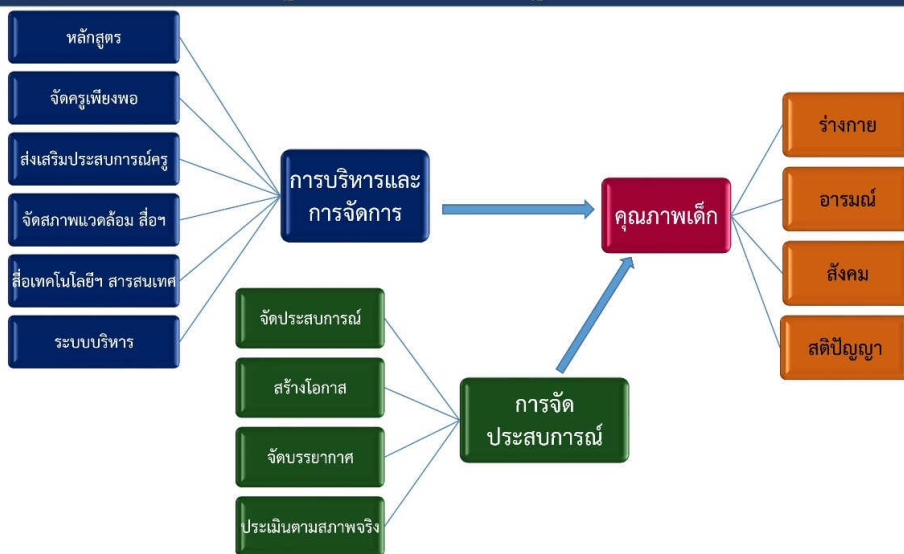 หลักสูตร
จัดครูเพียงพอ
ส่งเสริมประสบการณ์ครู
จัดสภาพแวดล้อม สื่อฯ
สื่อเทคโนโลยีฯ สารสนเทศ
ระบบบริหาร
การบริหารและ
การจัดการ
จัดประสบการณ์
สร้างโอกาส
จัดบรรยากาศ
ประเมินตามสภาพจริง
การจัด
ประสบการณ์
คุณภาพเด็ก
ร่างกาย
อารมณ์
สังคม
สติปัญญา